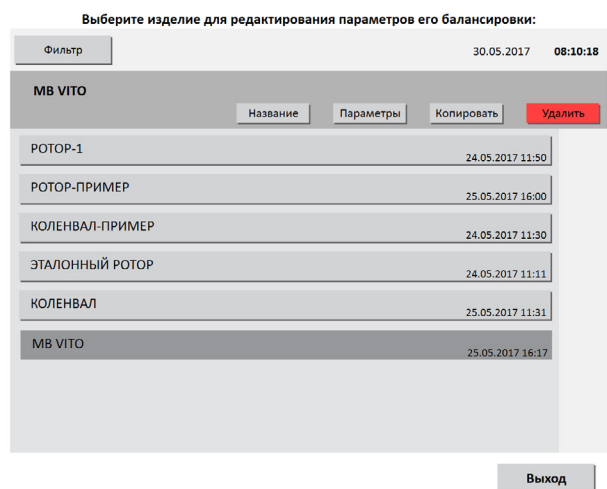 Выберите изделие для редактирования параметров его балансировки:
Фильтр 30.05.2017 08:10:18
MB VITO
Название Параметры Копировать Удалить
РОТОР-1
24.05.2017 11:50
РОТОР-ПРИМЕР
25.05.2017 16:00
КОЛЕНВАЛ-ПРИМЕР
24.05.2017 11:30
ЭТАЛОННЫЙ РОТОР
24.05.2017 11:11
КОЛЕНВАЛ
25.05.2017 11:31
MB VITO
25.05.2017 16:17
Выход